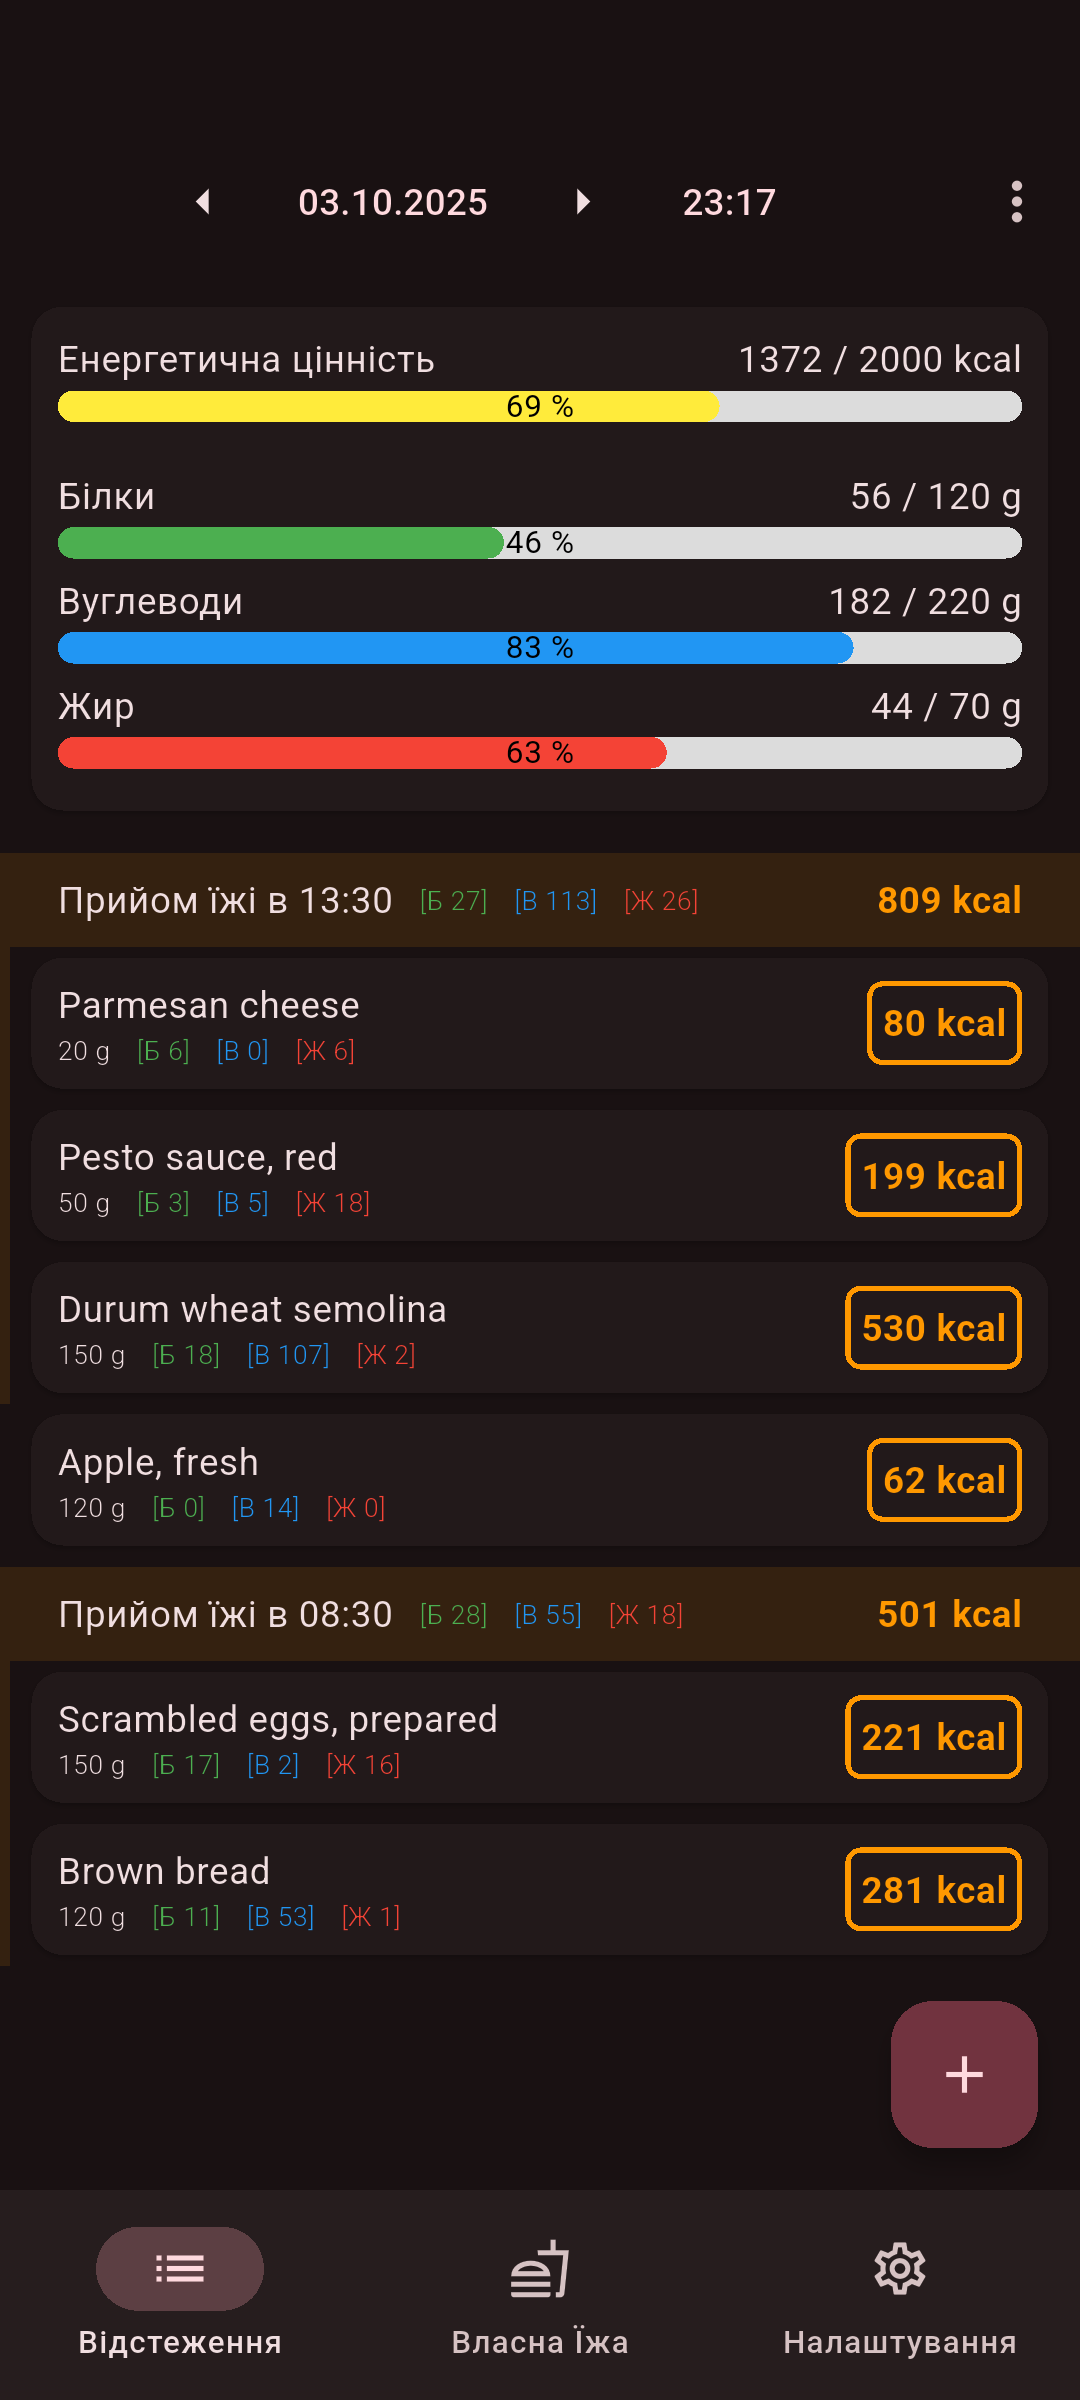 03.10.2025 23:17
Енергетична цінність 1372 / 2000 kcal
69 %
Білки 56 / 120 g
46 %
Вуглеводи 182 / 220 g
83 %
Жир 44 / 70 g
63 %
Прийом їжі в 13:30 [Б 27] [В 113] [Ж 26] 809 kcal
Parmesan cheese
20 g [Б 6] [В 0] [Ж 6]
80 kcal
Pesto sauce, red
50 g [Б 3] [В 5] [Ж 18]
199 kcal
Durum wheat semolina
150 g [Б 18] [В 107] [Ж 2]
530 kcal
Apple, fresh
120 g [Б 0] [В 14] [Ж 0]
62 kcal
Прийом їжі в 08:30 [Б 28] [В 55] [Ж 18] 501 kcal
Scrambled eggs, prepared
150 g [Б 17] [В 2] [Ж 16]
221 kcal
Brown bread
120 g [Б 11] [В 53] [Ж 1]
281 kcal
Відстеження Власна Їжа Налаштування